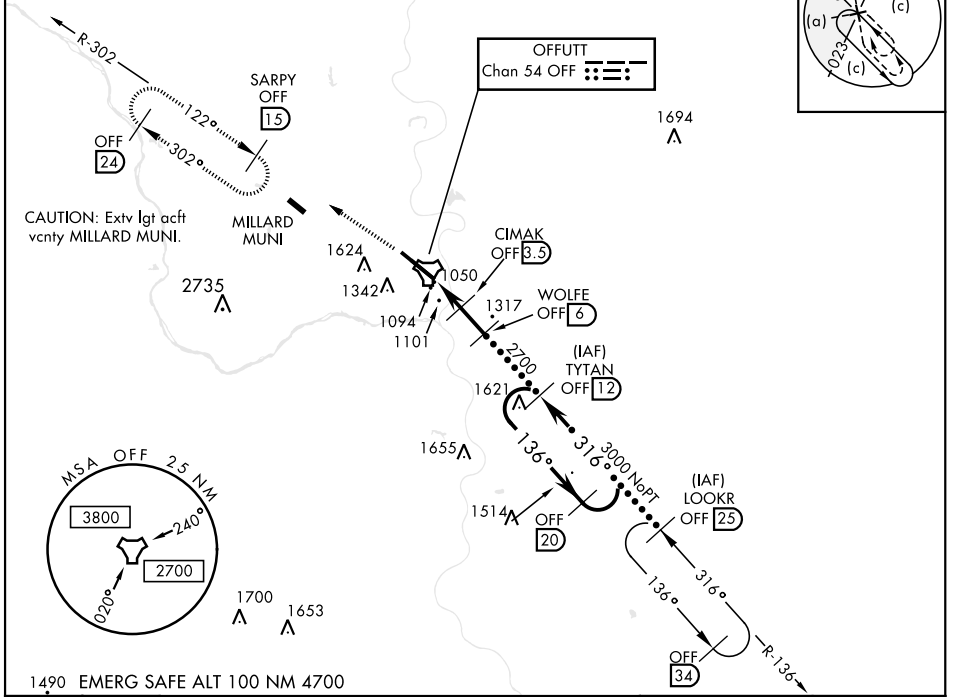 R-302
OFFUTT
Chan 54 OFF
(a)
(c)
023
(c)
SARPY
OFF
15
122°
302°
OFF
24
1694
CAUTION: Extv lgt acft
vcnty MILLARD MUNI.
MILLARD
MUNI
1624
1342
1050
CIMAK
OFF 3.5
2735
1094
1101
1317
WOLFE
OFF 6
2700
(IAF)
TYTAN
OFF 12
1621
136°
316°
3000 NoPT
1655
1514
OFF
20
(IAF)
LOOKR
OFF 25
MSA OFF 25 NM
3800
240°
2700
020°
136°
316°
1700
1653
OFF
34
R-136
1490 EMERG SAFE ALT 100 NM 4700